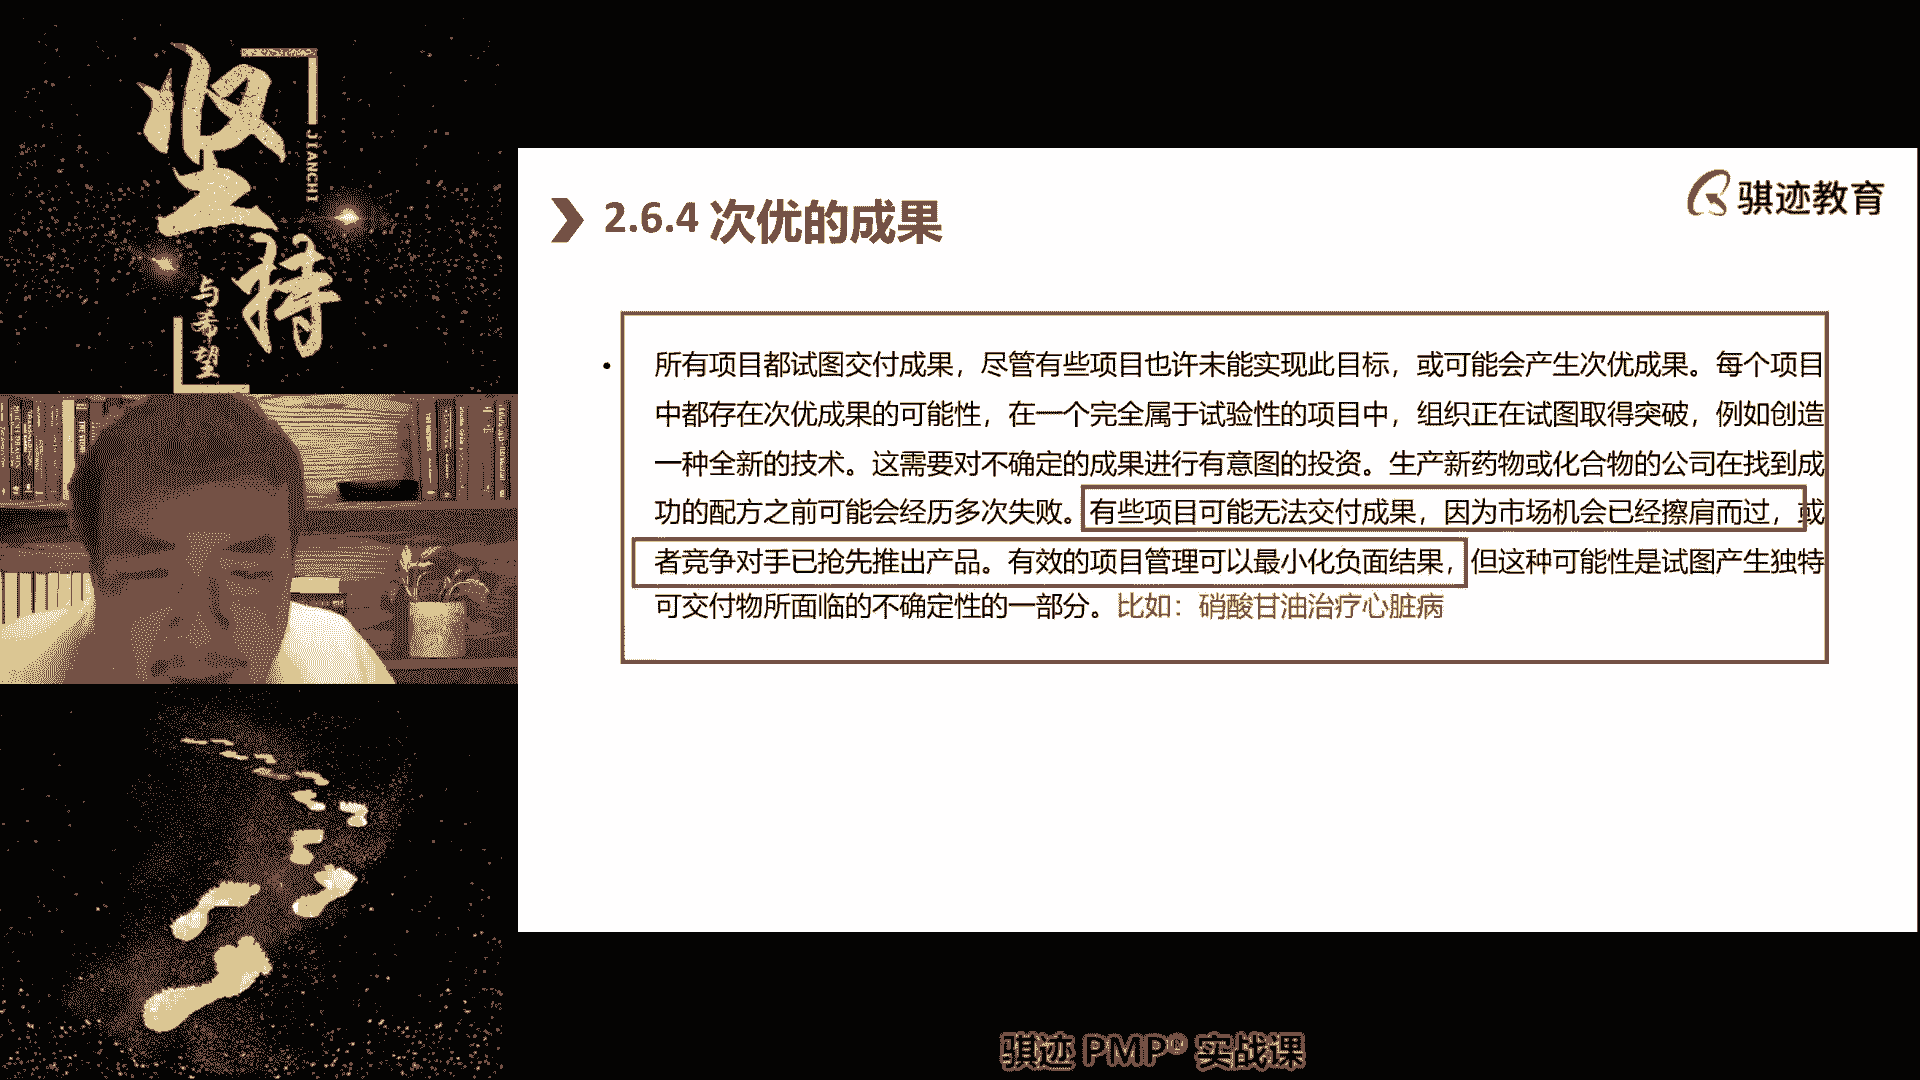 坚持
JIANCHI
与希望
骐迹教育
2.6.4 次优的成果
• 所有项目都试图交付成果，尽管有些项目也许未能实现此目标，或可能会产生次优成果。每个项目
中都存在次优成果的可能性，在一个完全属于试验性的项目中，组织正在试图取得突破，例如创造
一种全新的技术。这需要对不确定的成果进行有意图的投资。生产新药物或化合物的公司在找到成
功的配方之前可能会经历多次失败。有些项目可能无法交付成果，因为市场机会已经擦肩而过，或
者竞争对手已抢先推出产品。有效的项目管理可以最小化负面结果，但这种可能性是试图产生独特
可交付物所面临的不确定性的一部分。比如：硝酸甘油治疗心脏病
骐迹 PMP® 实战课